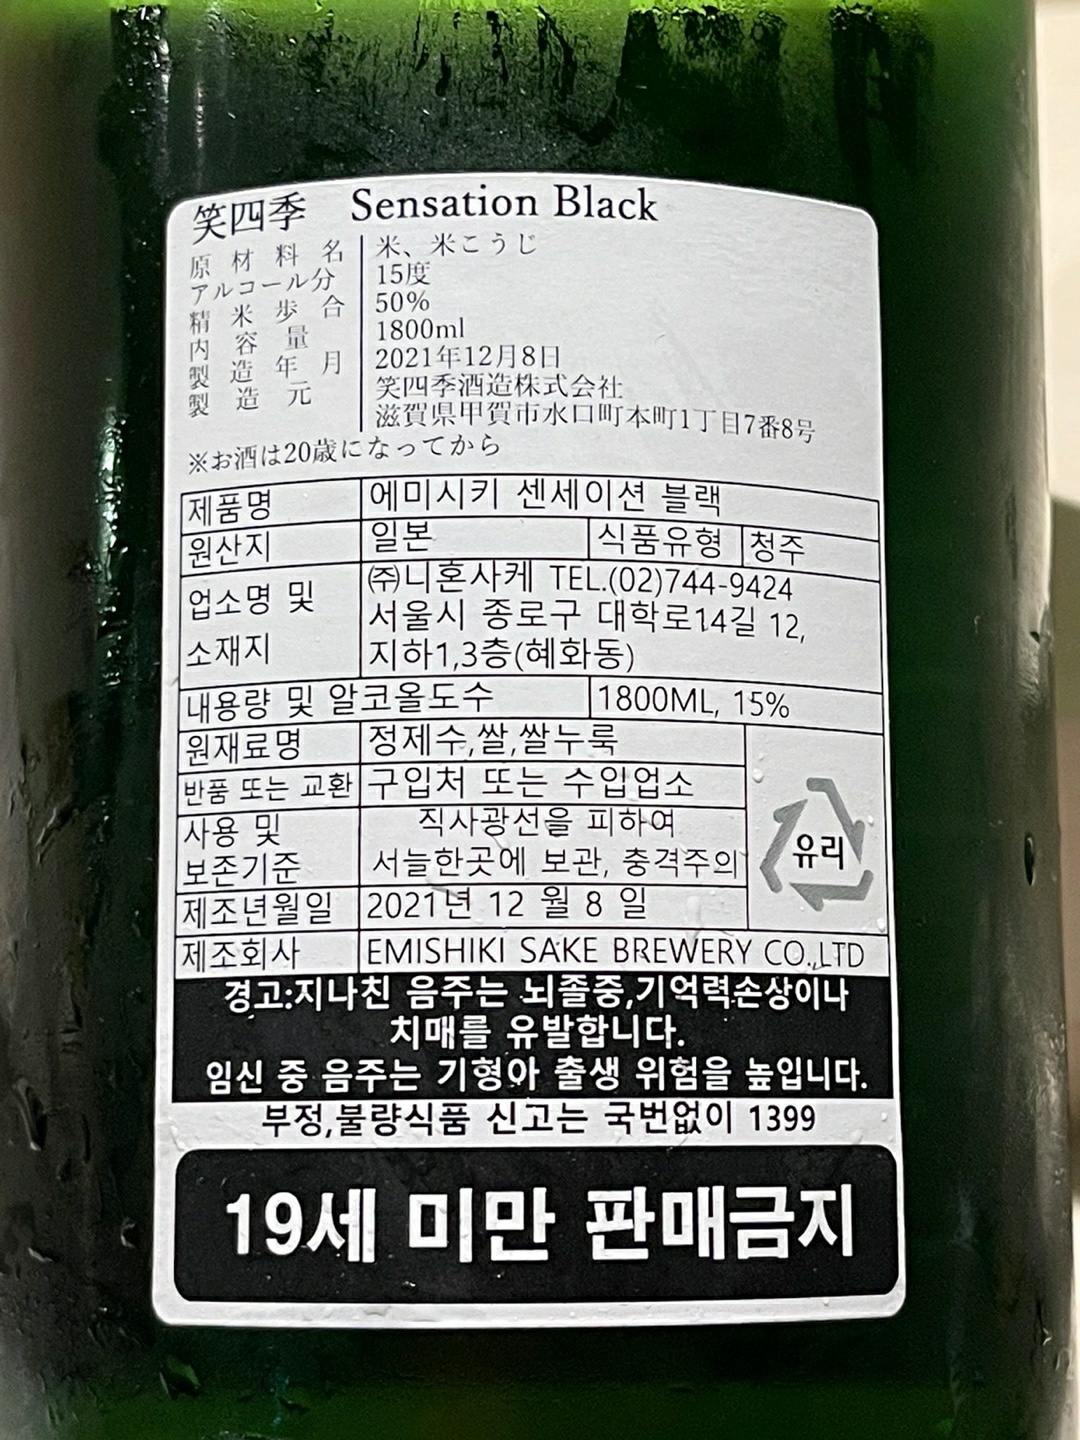 笑四季 Sensation Black
原材料名 米、米こうじ
アルコール分 15度
精米歩合 50%
内容量 1800ml
製造年月 2021年12月8日
製造元 笑四季酒造株式会社
滋賀県甲賀市水口町本町1丁目7番8号
※お酒は20歳になってから
제품명 에미시키 센세이션 블랙
원산지 일본 식품유형 청주
업소명 및 소재지 ㈜니혼사케 TEL.(02)744-9424
서울시 종로구 대학로14길 12,
지하1,3층(혜화동)
내용량 및 알코올도수 1800ML, 15%
원재료명 정제수,쌀,쌀누룩
반품 또는 교환 구입처 또는 수입업소
사용 및 보존기준 직사광선을 피하여
서늘한곳에 보관, 충격주의
유리
제조년월일 2021년 12 월 8 일
제조회사 EMISHIKI SAKE BREWERY CO.,LTD
경고:지나친 음주는 뇌졸중,기억력손상이나
치매를 유발합니다.
임신 중 음주는 기형아 출생 위험을 높입니다.
부정,불량식품 신고는 국번없이 1399
19세 미만 판매금지